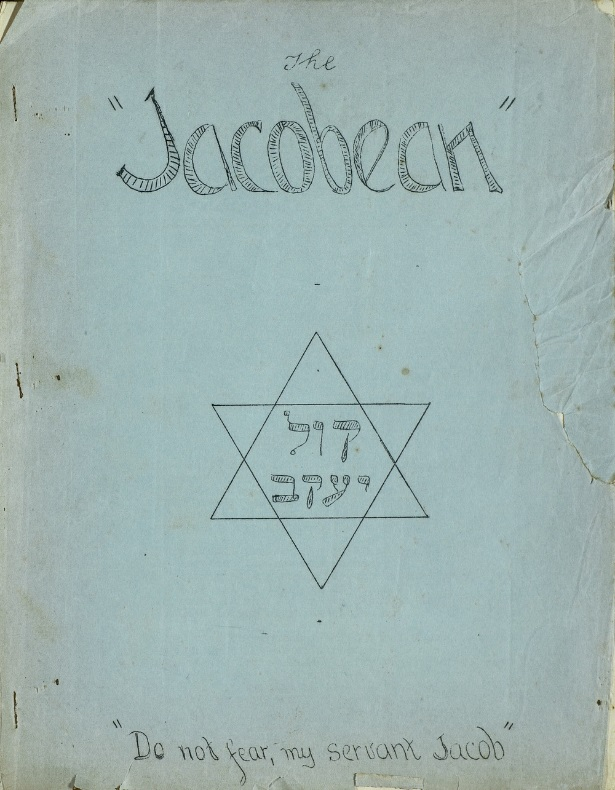 The
"Jacobean"
קול
יעקב
"Do not fear, my servant Jacob"